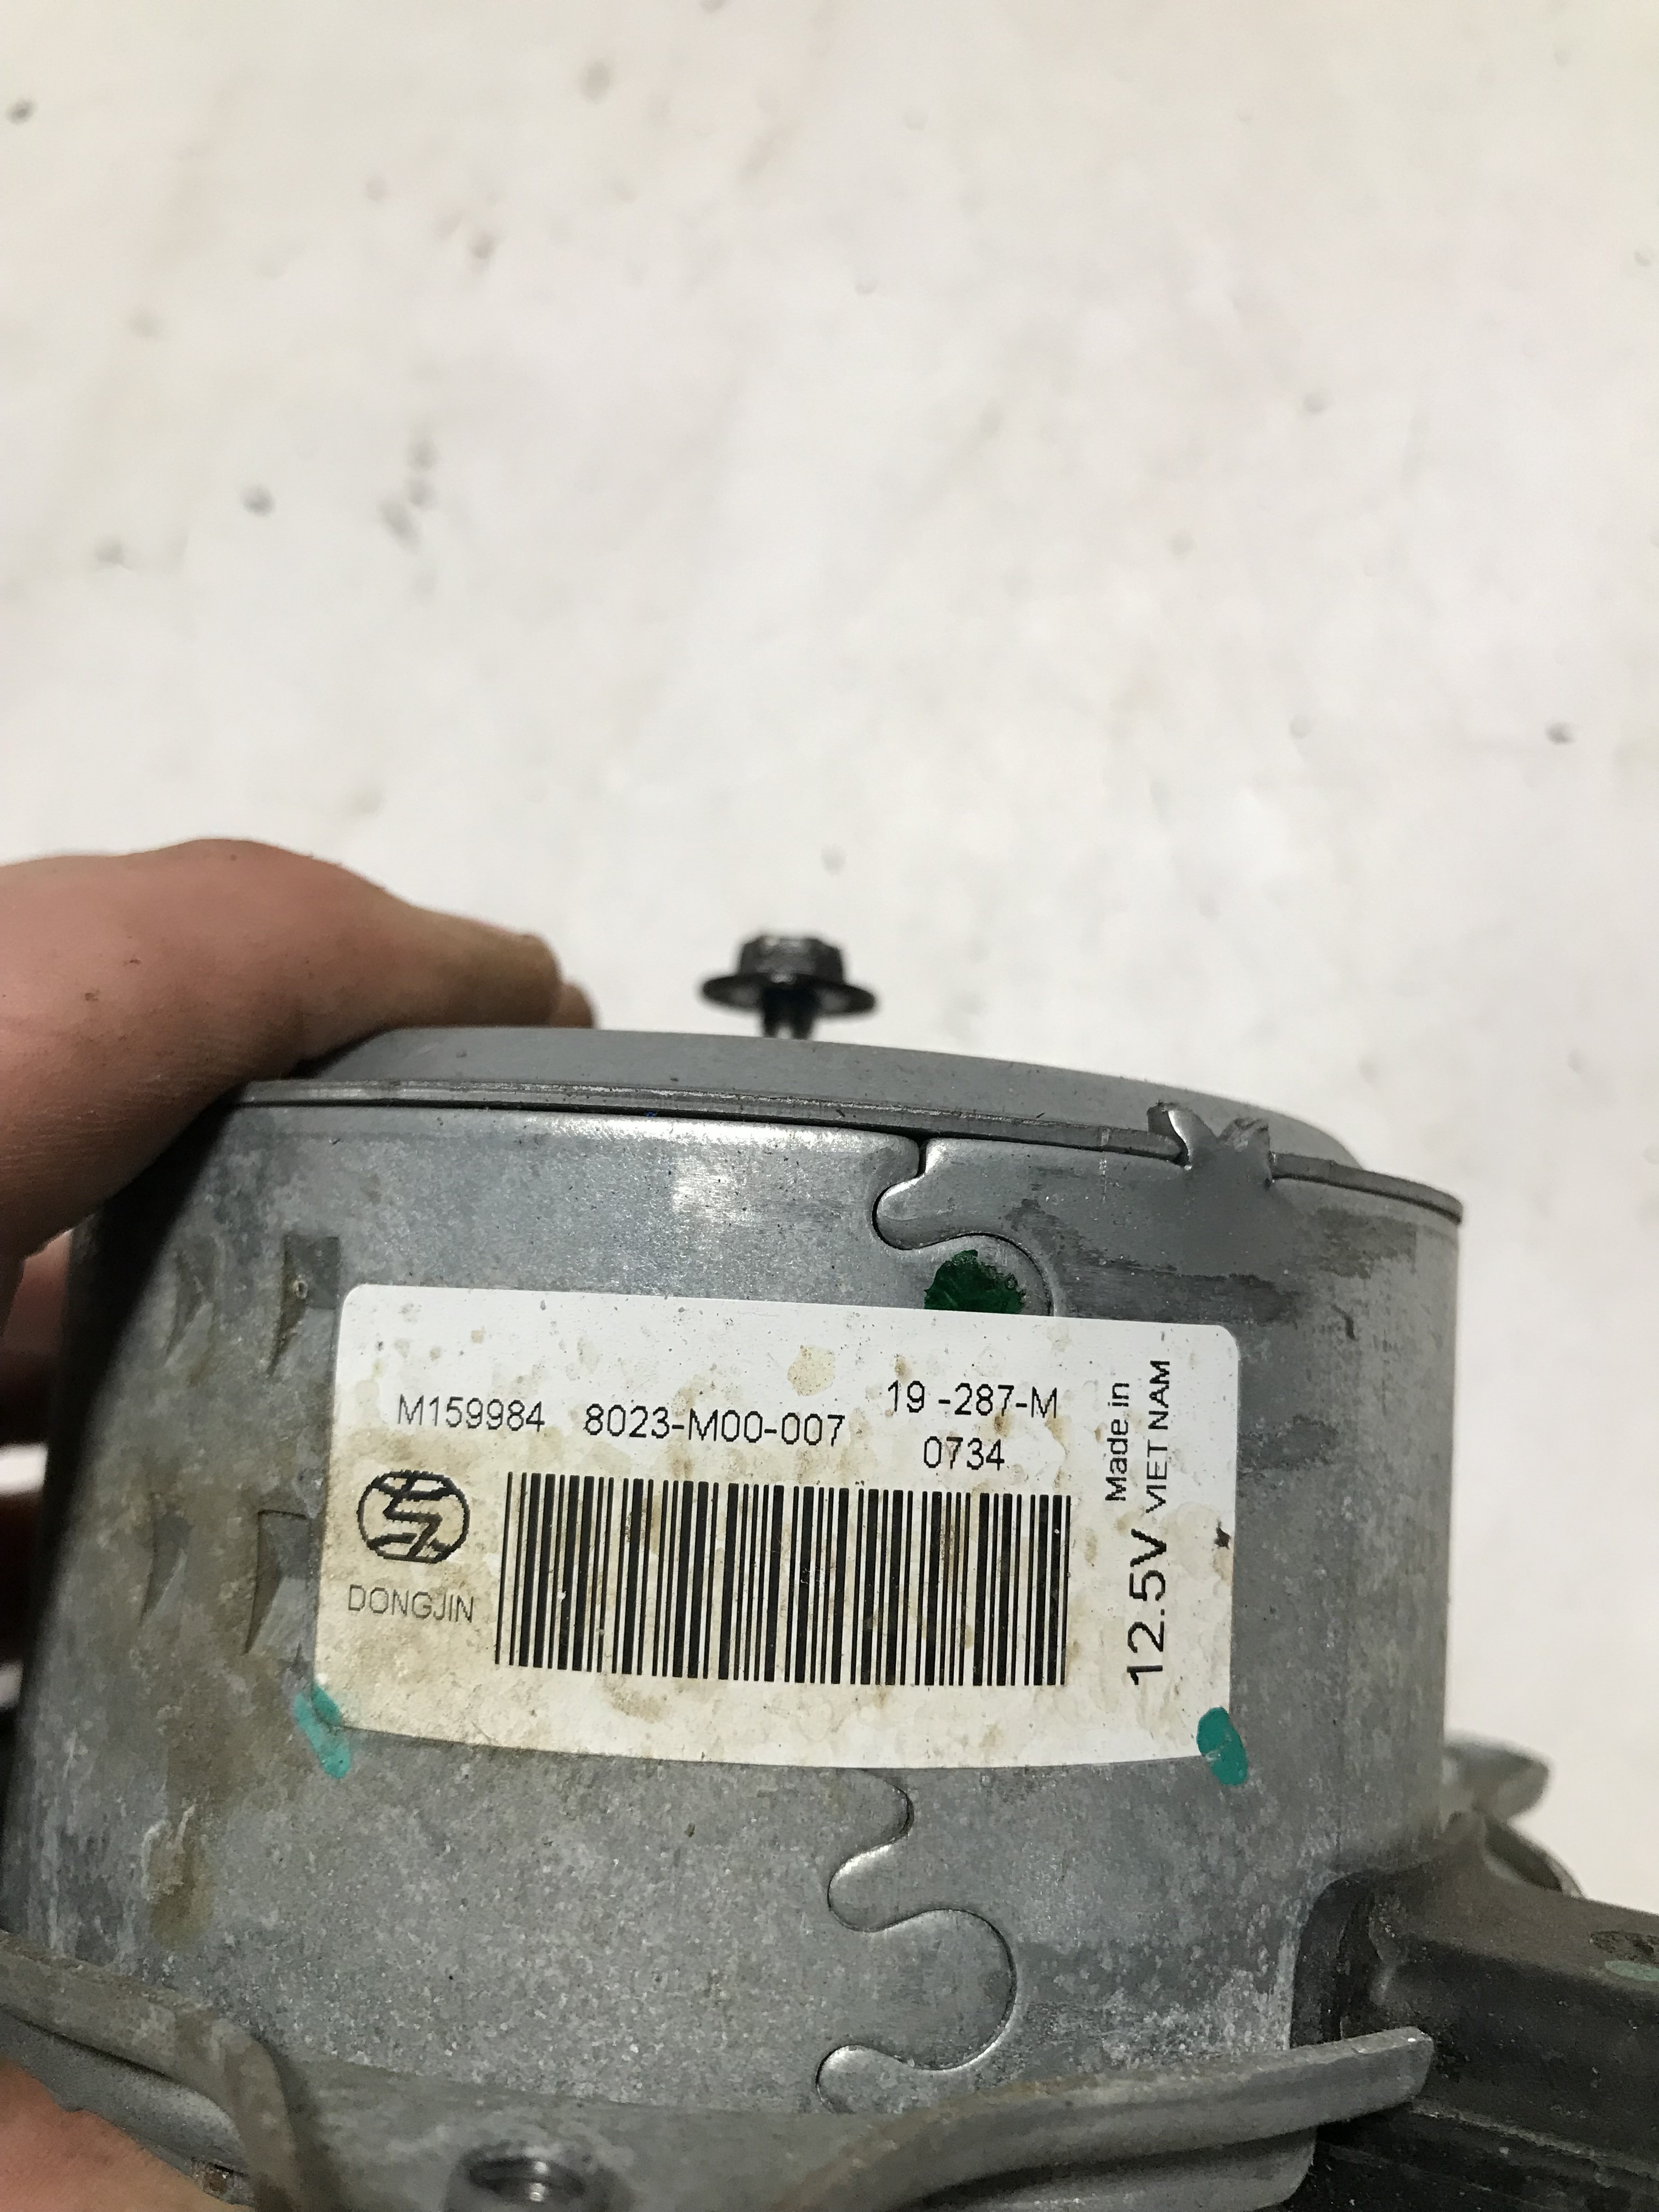 M159984 8023-M00-007 19 -287-M
0734
DONGJIN
Made in
12.5V VIET NAM